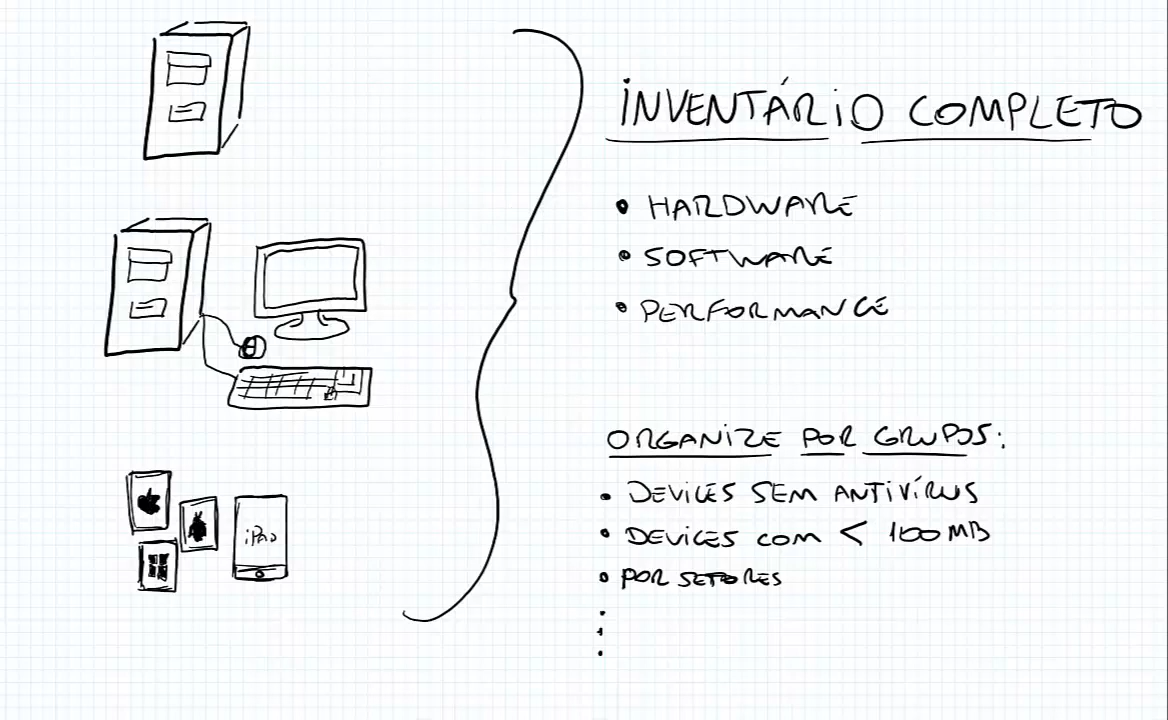 INVENTÁRIO COMPLETO
• HARDWARE
• SOFTWARE
• PERFORMANCE
ORGANIZE POR GRUPOS:
• DEVICES SEM ANTIVÍRUS
• DEVICES COM < 100MB
• POR SETORES
iPAD